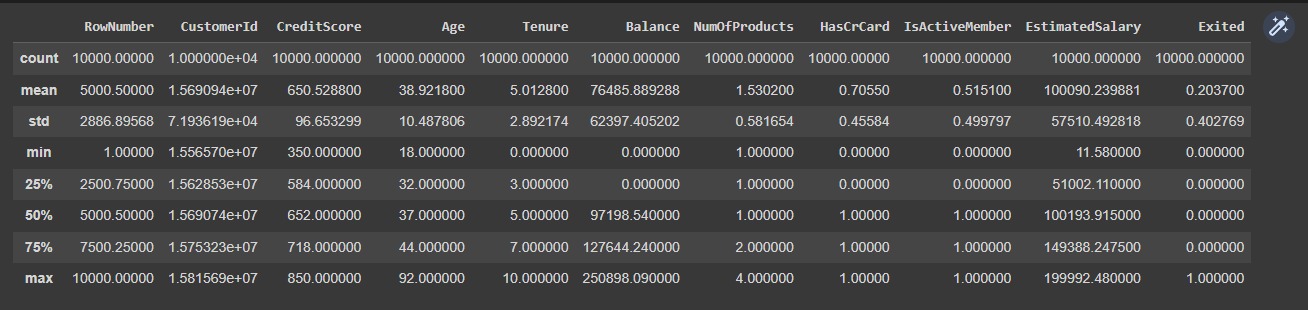 RowNumber CustomerId CreditScore Age Tenure Balance NumOfProducts HasCrCard IsActiveMember EstimatedSalary Exited
count 10000.00000 1.000000e+04 10000.000000 10000.000000 10000.000000 10000.000000 10000.000000 10000.00000 10000.000000 10000.000000 10000.000000
mean 5000.50000 1.569094e+07 650.528800 38.921800 5.012800 76485.889288 1.530200 0.70550 0.515100 100090.239881 0.203700
std 2886.89568 7.193619e+04 96.653299 10.487806 2.892174 62397.405202 0.581654 0.45584 0.499797 57510.492818 0.402769
min 1.00000 1.556570e+07 350.000000 18.000000 0.000000 0.000000 1.000000 0.00000 0.000000 11.580000 0.000000
25% 2500.75000 1.562853e+07 584.000000 32.000000 3.000000 0.000000 1.000000 0.00000 0.000000 51002.110000 0.000000
50% 5000.50000 1.569074e+07 652.000000 37.000000 5.000000 97198.540000 1.000000 1.00000 1.000000 100193.915000 0.000000
75% 7500.25000 1.575323e+07 718.000000 44.000000 7.000000 127644.240000 2.000000 1.00000 1.000000 149388.247500 0.000000
max 10000.00000 1.581569e+07 850.000000 92.000000 10.000000 250898.090000 4.000000 1.00000 1.000000 199992.480000 1.000000